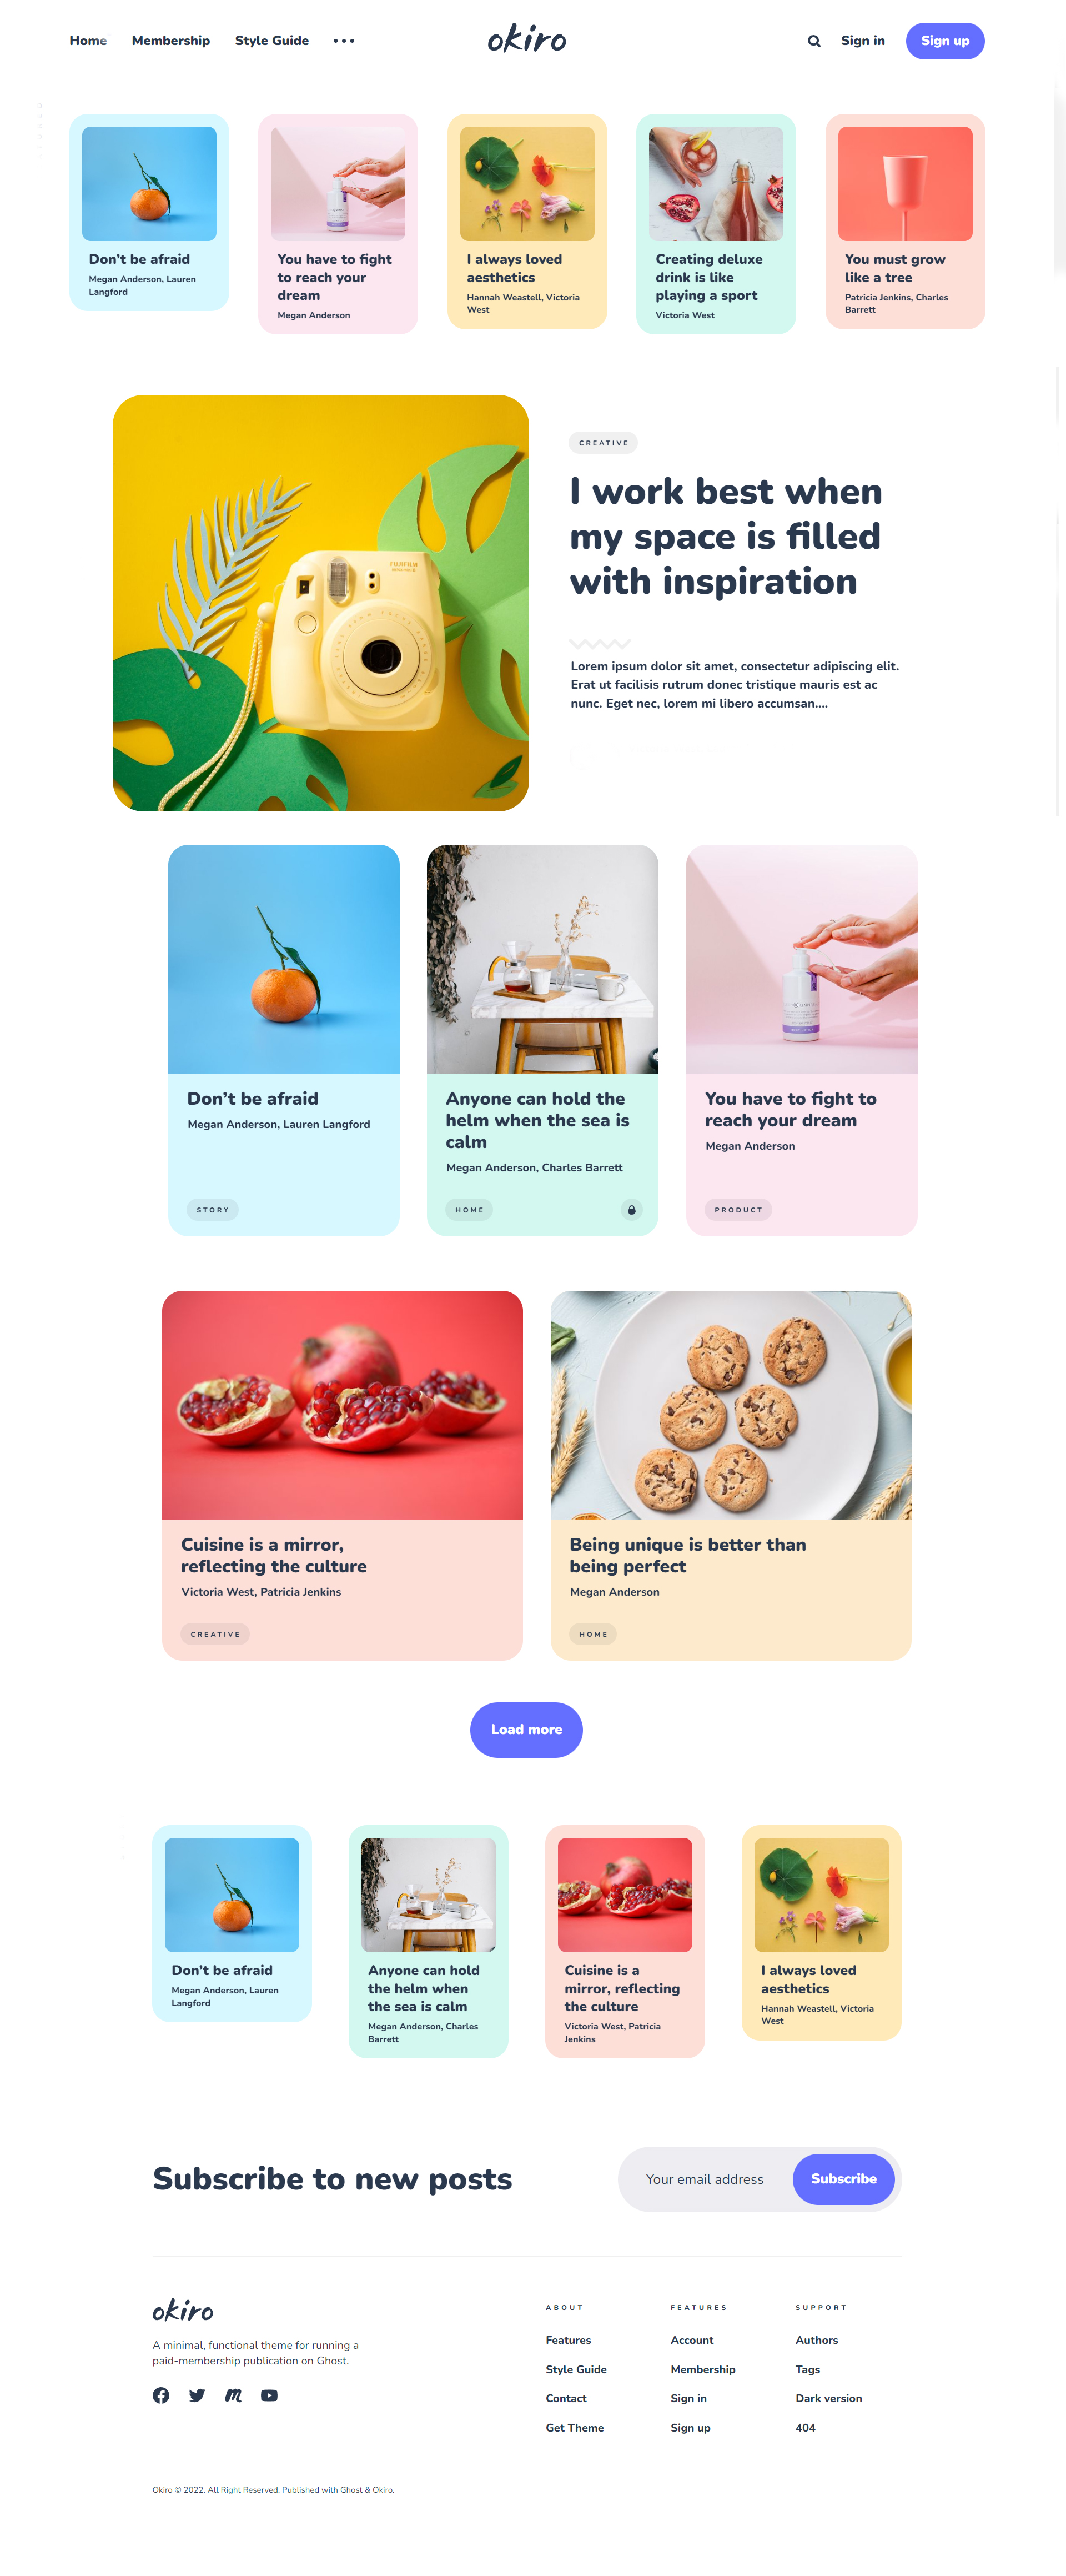 Home Membership Style Guide
okiro
Sign in Sign up
Don't be afraid
Megan Anderson, Lauren
Langford
You have to fight
to reach your
dream
Megan Anderson
I always loved
aesthetics
Hannah Weastell, Victoria
West
Creating deluxe
drink is like
playing a sport
Victoria West
You must grow
like a tree
Patricia Jenkins, Charles
Barrett
FUJIFILM
CREATIVE
I work best when
my space is filled
with inspiration
Lorem ipsum dolor sit amet, consectetur adipiscing elit.
Erat ut facilisis rutrum donec tristique mauris est ac
nunc. Eget nec, lorem mi libero accumsan....
Don't be afraid
Megan Anderson, Lauren Langford
STORY
Anyone can hold the
helm when the sea is
calm
Megan Anderson, Charles Barrett
HOME
You have to fight to
reach your dream
Megan Anderson
PRODUCT
Cuisine is a mirror,
reflecting the culture
Victoria West, Patricia Jenkins
CREATIVE
Being unique is better than
being perfect
Megan Anderson
HOME
Load more
Don't be afraid
Megan Anderson, Lauren
Langford
Anyone can hold
the helm when
the sea is calm
Megan Anderson, Charles
Barrett
Cuisine is a
mirror, reflecting
the culture
Victoria West, Patricia
Jenkins
I always loved
aesthetics
Hannah Weastell, Victoria
West
Subscribe to new posts
Your email address
Subscribe
okiro
A minimal, functional theme for running a
paid-membership publication on Ghost.
ABOUT
Features
Style Guide
Contact
Get Theme
FEATURES
Account
Membership
Sign in
Sign up
SUPPORT
Authors
Tags
Dark version
404
Okiro © 2022. All Right Reserved. Published with Ghost & Okiro.